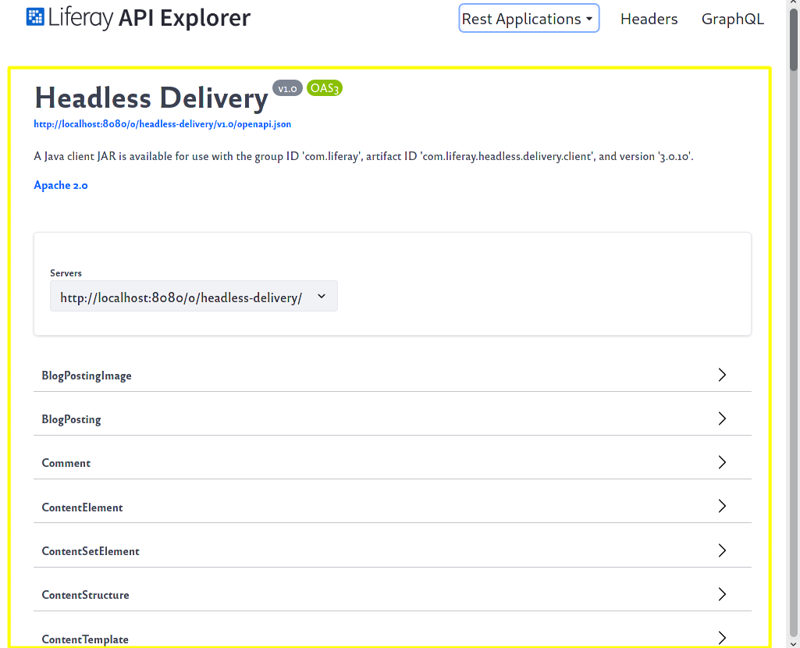 Liferay API Explorer
Rest Applications
Headers
GraphQL
Headless Delivery v1.0 OAS3
http://localhost:8080/o/headless-delivery/v1.0/openapi.json
A Java client JAR is available for use with the group ID 'com.liferay', artifact ID 'com.liferay.headless.delivery.client', and version '3.0.10'.
Apache 2.0
Servers
http://localhost:8080/o/headless-delivery/
BlogPostingImage
BlogPosting
Comment
ContentElement
ContentSetElement
ContentStructure
ContentTemplate